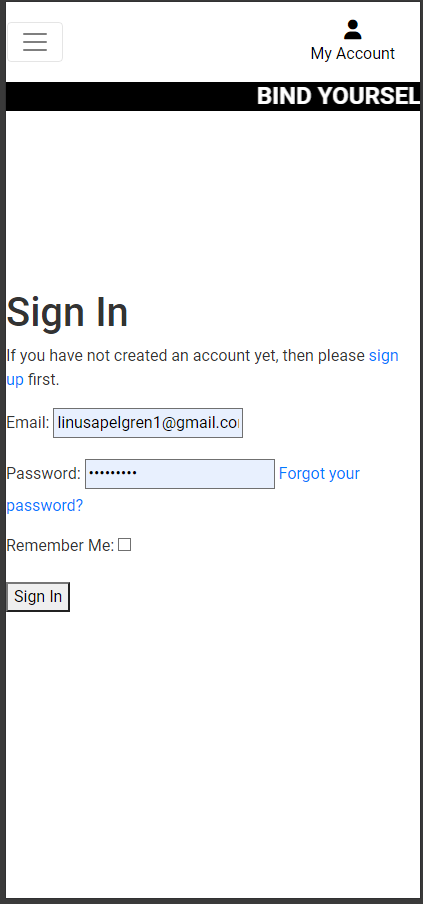 My Account
BIND YOURSEL
Sign In
If you have not created an account yet, then please sign
up first.
Email: linusapelgren1@gmail.co
Password: ••••••••• Forgot your
password?
Remember Me:
Sign In